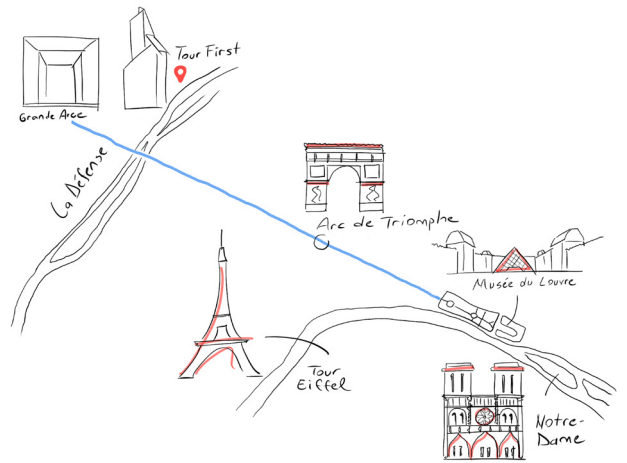 Tour First
Grande Arce
La Défense
Arc de Triomphe
Musée du Louvre
Tour
Eiffel
Notre-
Dame